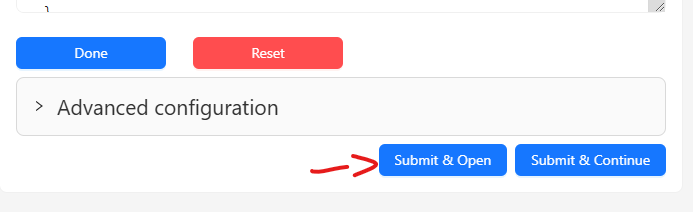 }
Done
Reset
Advanced configuration
Submit & Open
Submit & Continue